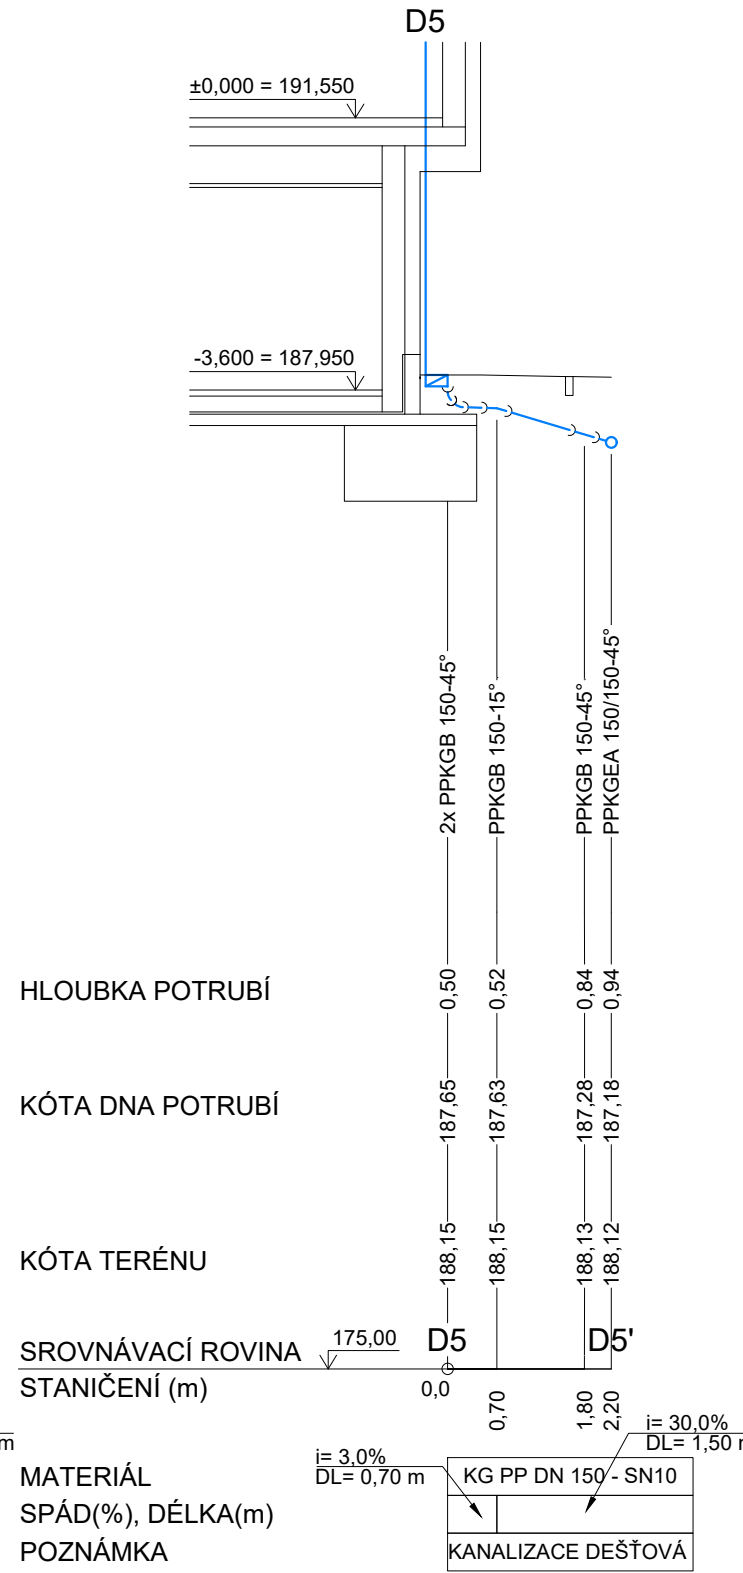 D5
±0,000 = 191,550
-3,600 = 187,950
2x PPKGB 150-45°
PPKGB 150-15°
PPKGB 150-45°
PPKGEA 150/150-45°
HLOUBKA POTRUBÍ
0,50
0,52
0,84
0,94
KÓTA DNA POTRUBÍ
187,65
187,63
187,28
187,18
KÓTA TERÉNU
188,15
188,15
188,13
188,12
SROVNÁVACÍ ROVINA
175,00
D5
D5'
STANIČENÍ (m)
0,0
0,70
1,80
2,20
m
i= 3,0%
DL= 0,70 m
i= 30,0%
DL= 1,50 m
MATERIÁL
KG PP DN 150 - SN10
SPÁD(%), DÉLKA(m)
POZNÁMKA
KANALIZACE DEŠŤOVÁ